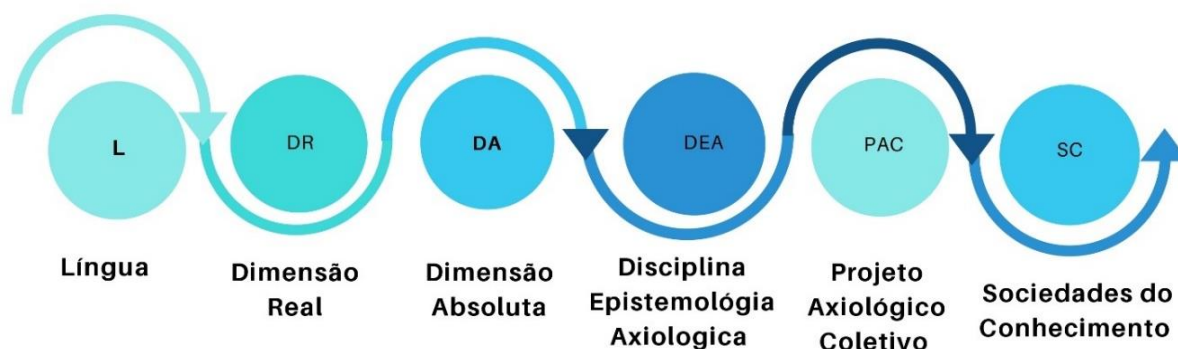 L
DR
DA
DEA
PAC
SC
Língua
Dimensão
Real
Dimensão
Absoluta
Disciplina
Epistemológia
Axiologica
Projeto
Axiológico
Coletivo
Sociedades do
Conhecimento